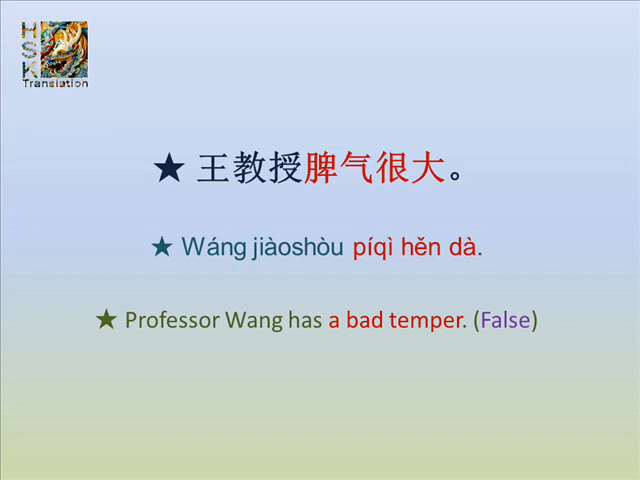 HSK
Translation
★ 王教授脾气很大。
★ Wáng jiàoshòu píqì hěn dà.
★ Professor Wang has a bad temper. (False)